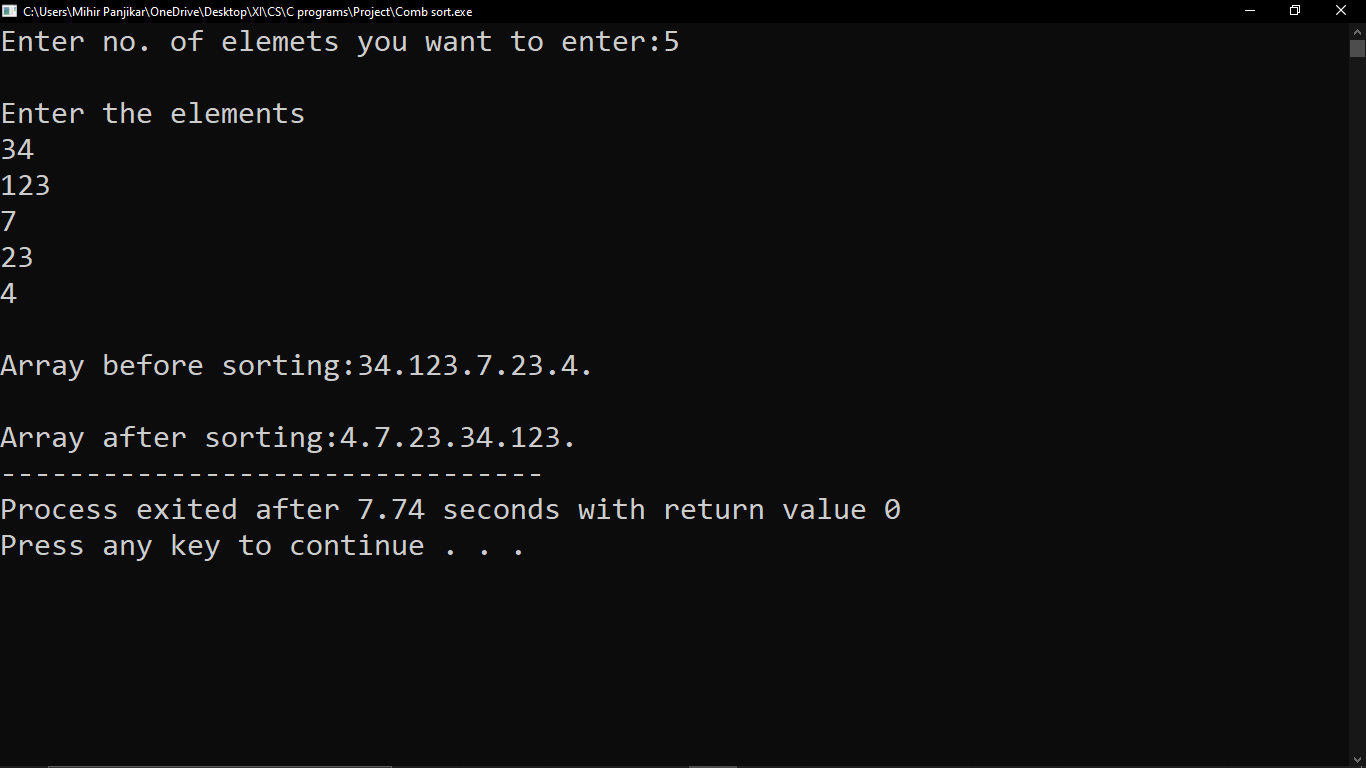 C:\Users\Mihir Panjikar\OneDrive\Desktop\XI\CS\C programs\Project\Comb sort.exe
Enter no. of elemets you want to enter:5
Enter the elements
34
123
7
23
4
Array before sorting:34.123.7.23.4.
Array after sorting:4.7.23.34.123.
--------------------------------
Process exited after 7.74 seconds with return value 0
Press any key to continue . . .